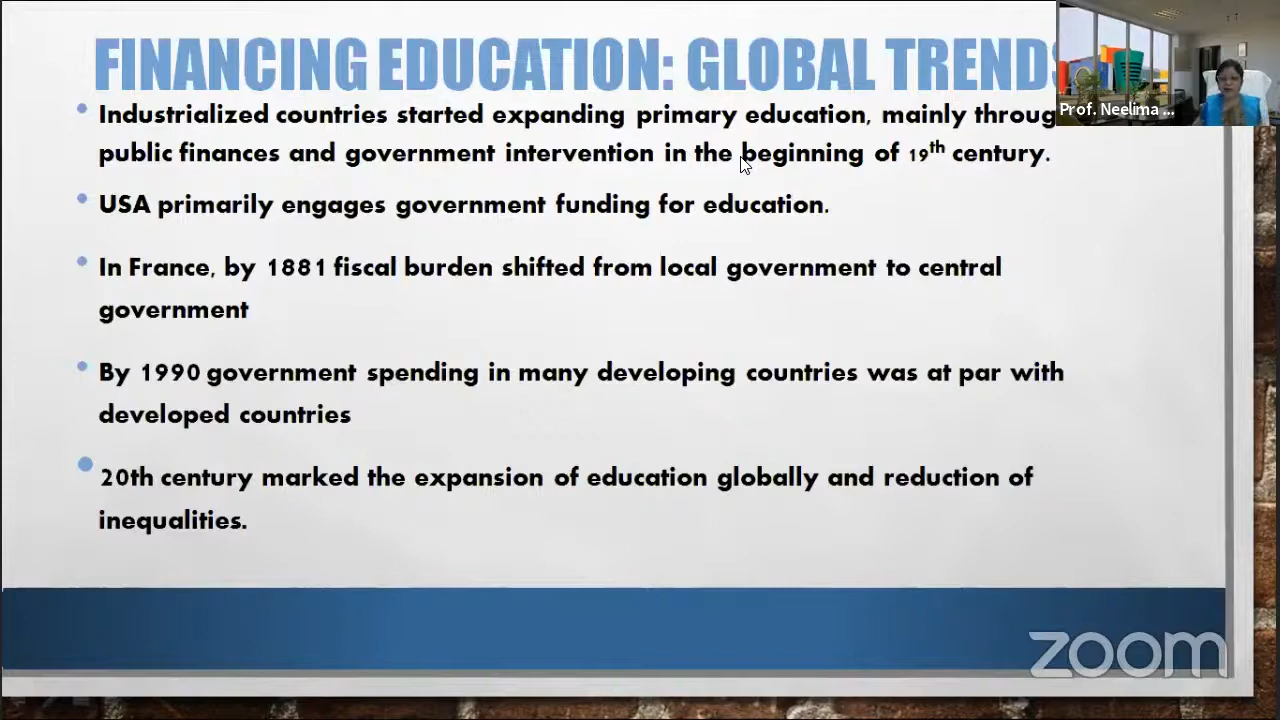 FINANCING EDUCATION: GLOBAL TRENDS
Prof. Neelima ...
• Industrialized countries started expanding primary education, mainly throug
public finances and government intervention in the beginning of 19th century.
• USA primarily engages government funding for education.
• In France, by 1881 fiscal burden shifted from local government to central
government
• By 1990 government spending in many developing countries was at par with
developed countries
• 20th century marked the expansion of education globally and reduction of
inequalities.
zoom